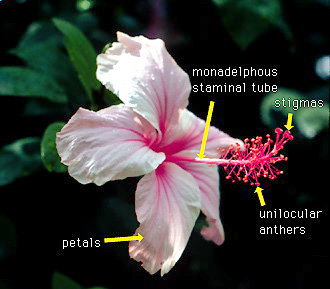 monadelphous
staminal tube
stigmas
unilocular
anthers
petals